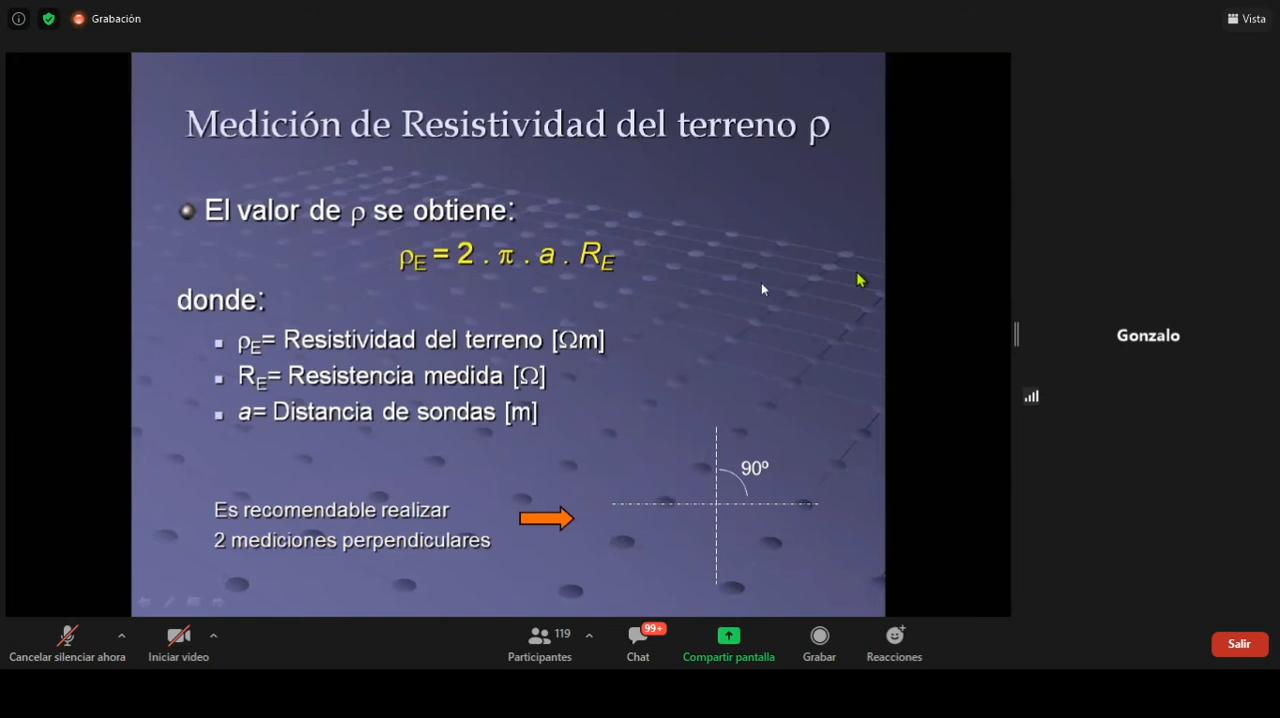 Grabación
Vista
Medición de Resistividad del terreno ρ
El valor de ρ se obtiene:
ρE = 2 . π . a . RE
donde:
ρE= Resistividad del terreno [Ωm]
RE= Resistencia medida [Ω]
a= Distancia de sondas [m]
90º
Es recomendable realizar
2 mediciones perpendiculares
Gonzalo
Cancelar silenciar ahora
Iniciar video
119
Participantes
99+
Chat
Compartir pantalla
Grabar
Reacciones
Salir